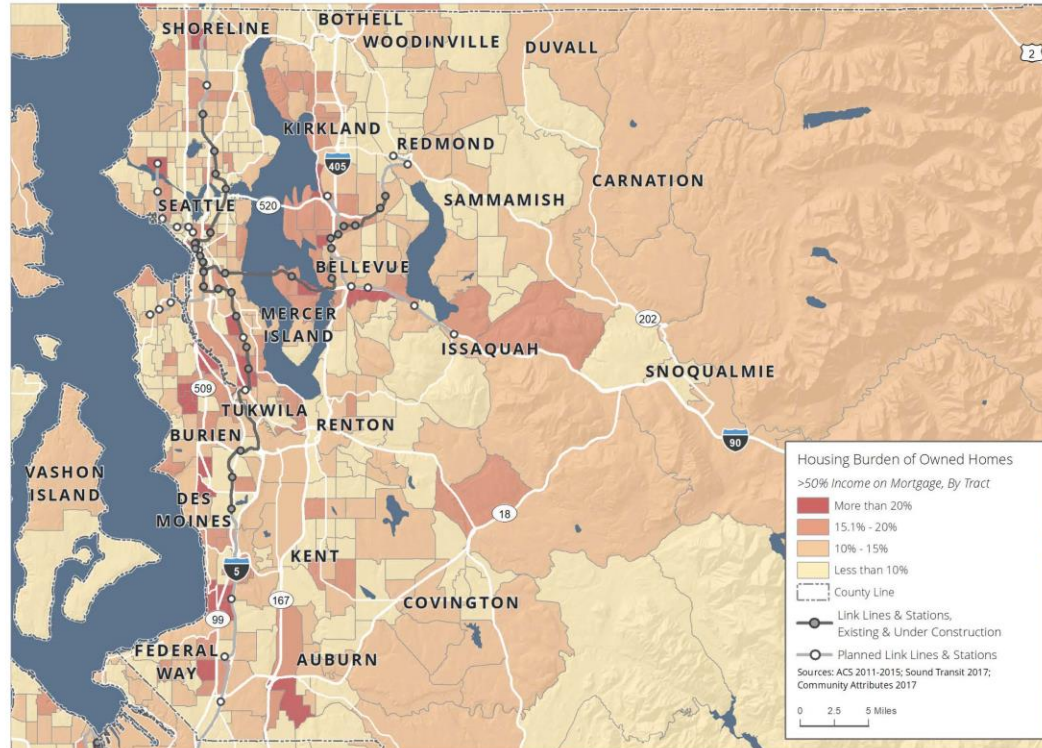 BOTHELL
SHORELINE
WOODINVILLE
DUVALL
2
KIRKLAND
REDMOND
405
CARNATION
SAMMAMISH
SEATTLE
520
BELLEVUE
MERCER
ISLAND
202
ISSAQUAH
SNOQUALMIE
509
TUKWILA
RENTON
BURIEN
90
VASHON
ISLAND
DES
MOINES
18
KENT
5
167
COVINGTON
99
FEDERAL
WAY
AUBURN
Housing Burden of Owned Homes
>50% Income on Mortgage, By Tract
More than 20%
15.1% - 20%
10% - 15%
Less than 10%
County Line
Link Lines & Stations,
Existing & Under Construction
Planned Link Lines & Stations
Sources: ACS 2011-2015; Sound Transit 2017;
Community Attributes 2017
0 2.5 5 Miles